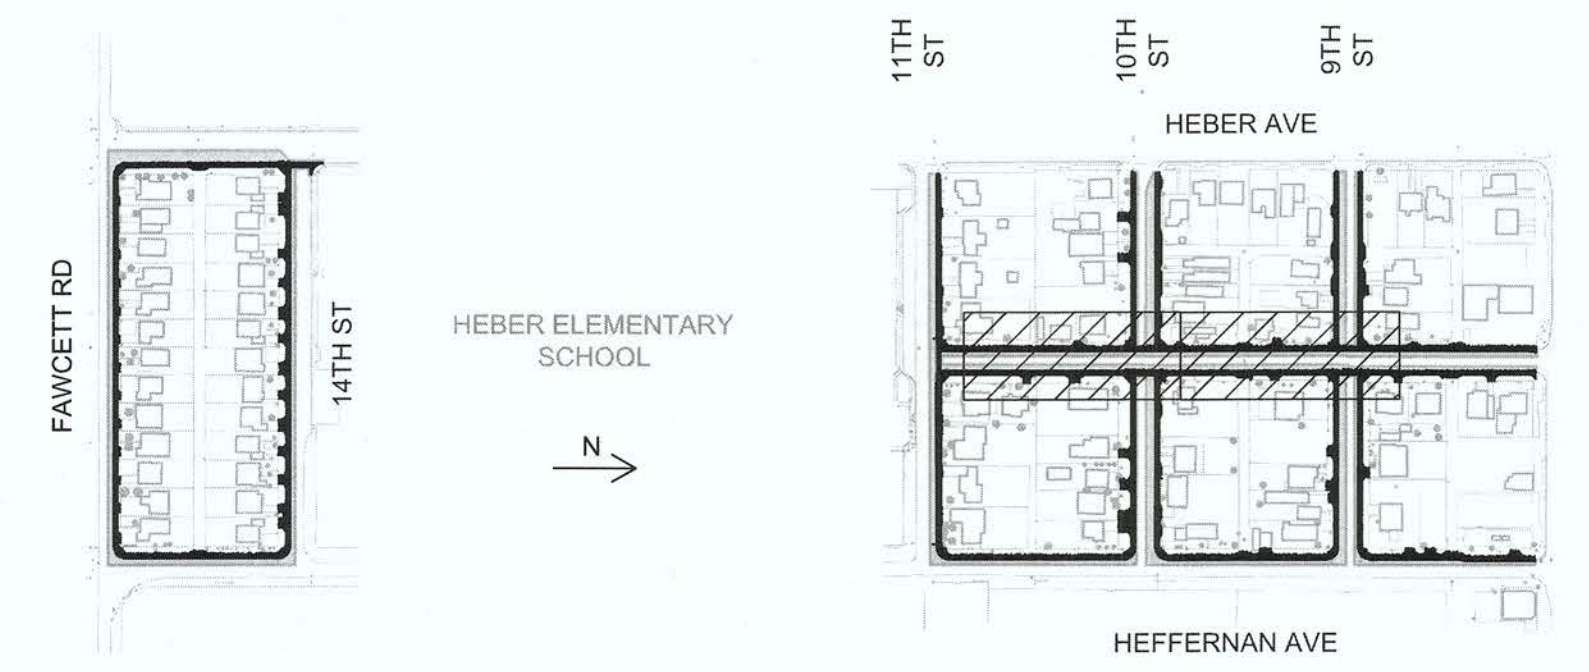 11TH
ST
10TH
ST
9TH
ST
HEBER AVE
FAWCETT RD
14TH ST
HEBER ELEMENTARY
SCHOOL
N
HEFFERNAN AVE